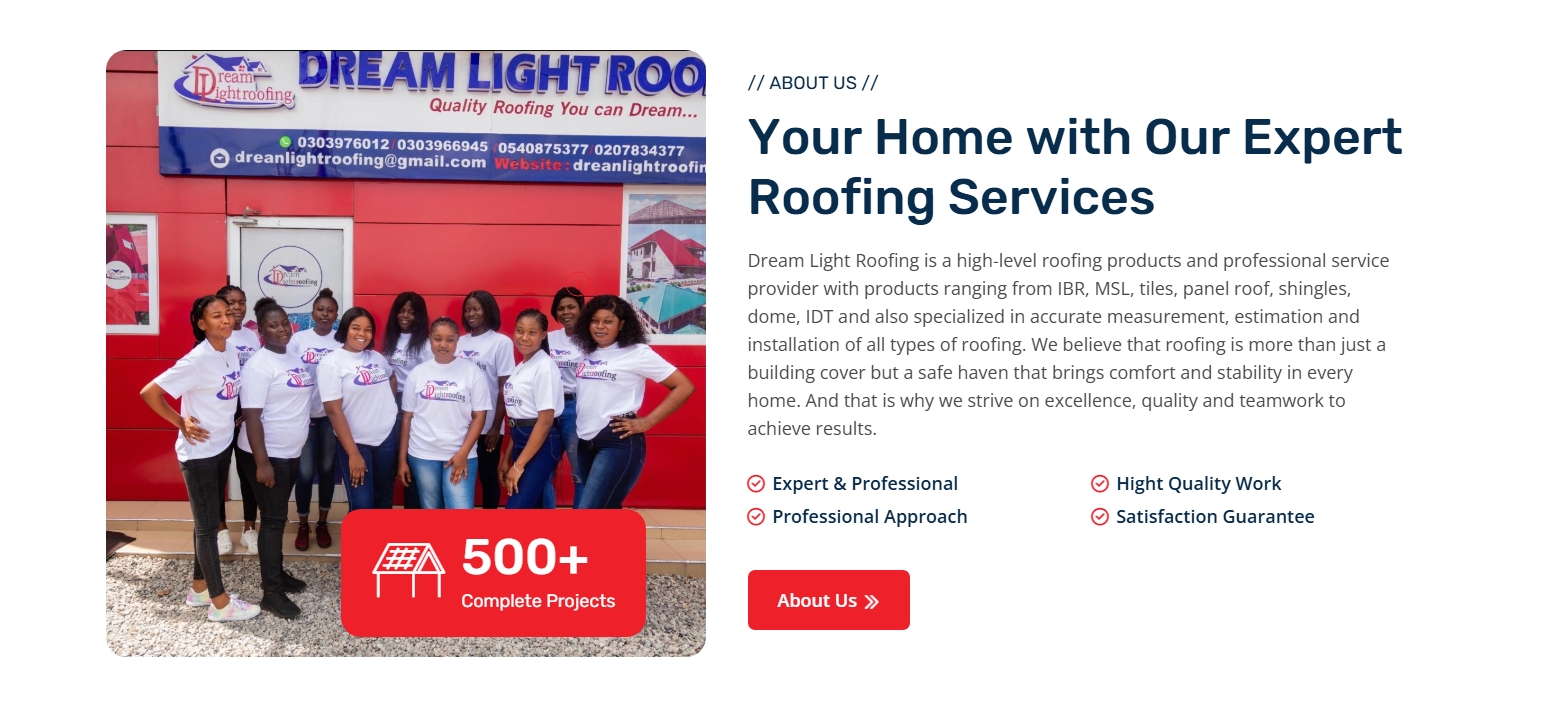 DREAM LIGHT ROO
Dream
Lightroofing
Quality Roofing You can Dream...
0303976012 / 0303966945 / 0540875377 / 0207834377
dreanlightroofing@gmail.com Website: dreanlightroofin
Dream
Lightroofing
500+
Complete Projects
// ABOUT US //
Your Home with Our Expert
Roofing Services
Dream Light Roofing is a high-level roofing products and professional service
provider with products ranging from IBR, MSL, tiles, panel roof, shingles,
dome, IDT and also specialized in accurate measurement, estimation and
installation of all types of roofing. We believe that roofing is more than just a
building cover but a safe haven that brings comfort and stability in every
home. And that is why we strive on excellence, quality and teamwork to
achieve results.
Expert & Professional
Hight Quality Work
Professional Approach
Satisfaction Guarantee
About Us